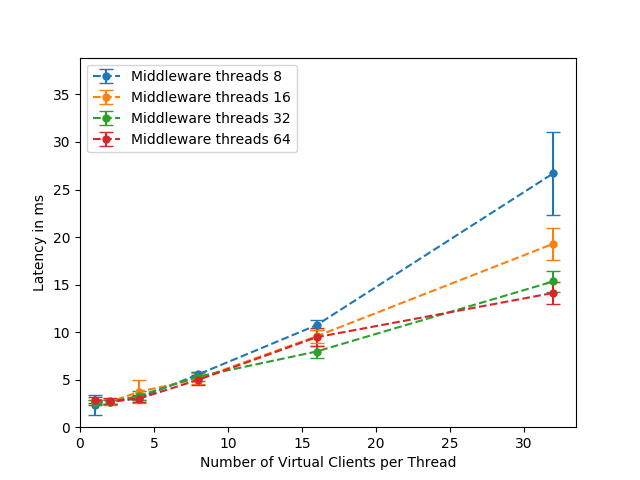 Middleware threads 8
Middleware threads 16
Middleware threads 32
Middleware threads 64
35
30
25
20
15
10
5
0
Latency in ms
0 5 10 15 20 25 30
Number of Virtual Clients per Thread